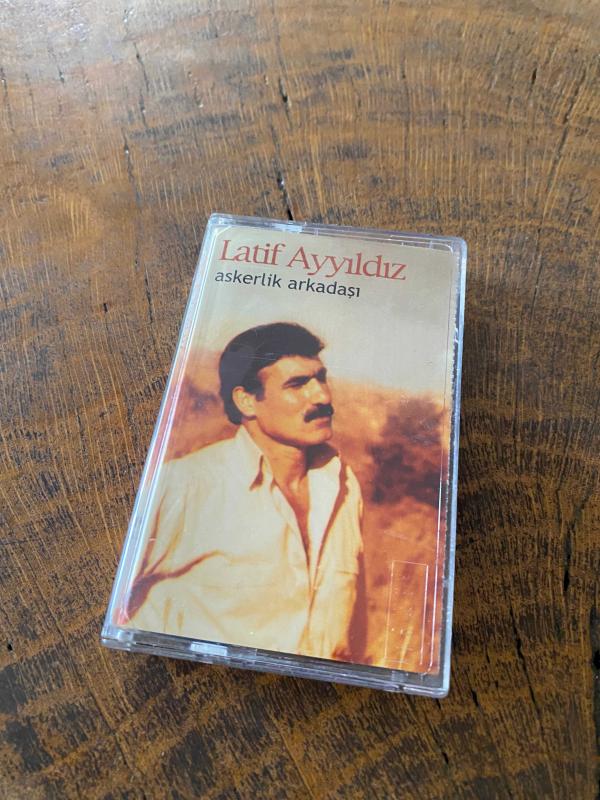 Latif Ayyıldız
askerlik arkadaşı